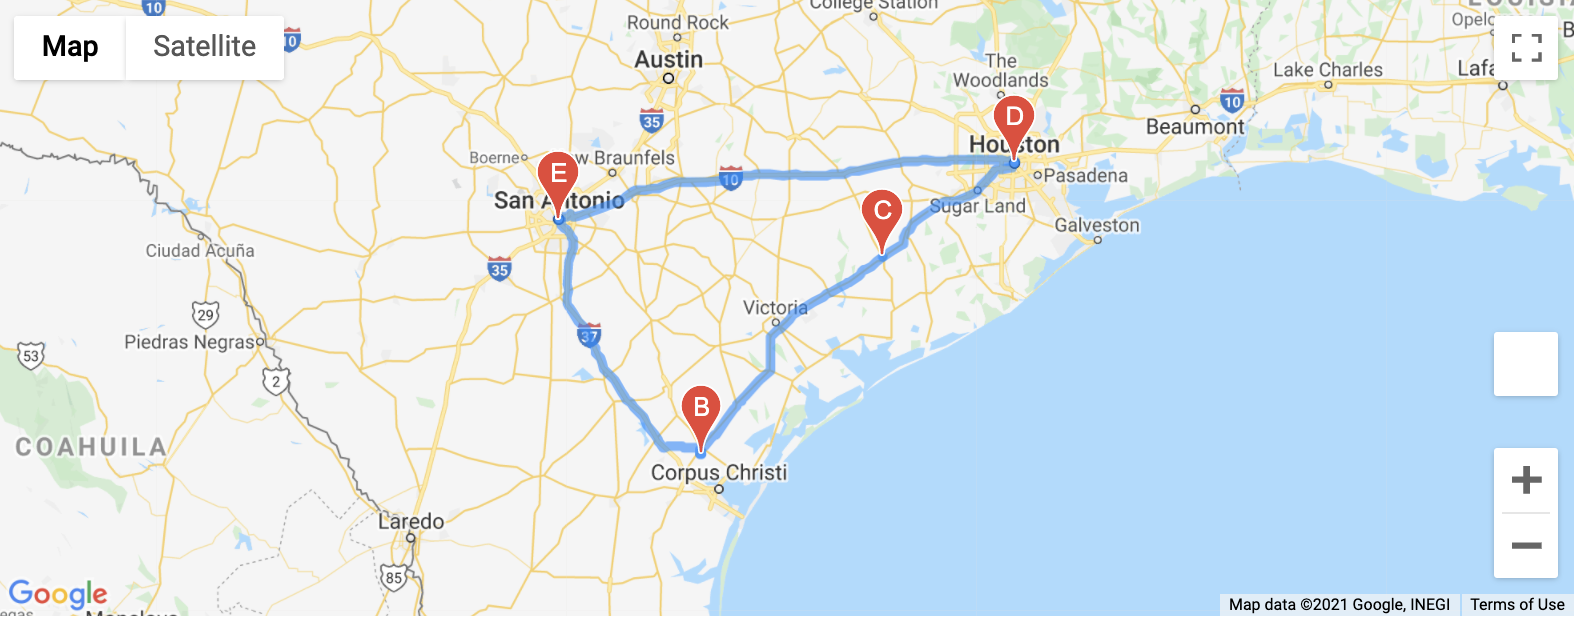 10
College Station
LOUISIA
Round Rock
Opelo
B
Map
Satellite
10
Austin
The
Woodlands
Lake Charles
Lafa
35
10
D
Beaumont
Houston
Boerne
w Braunfels
E
10
Pasadena
San Antonio
C
Sugar Land
Galveston
Ciudad Acuña
35
29
Victoria
37
Piedras Negras
53
2
B
COAHUILA
Corpus Christi
Laredo
85
Google
Map data ©2021 Google, INEGI
Terms of Use